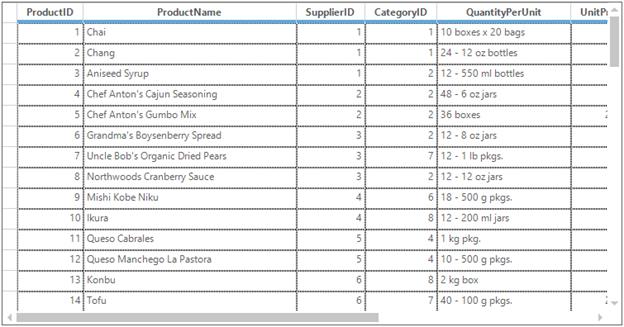 ProductID ProductName SupplierID CategoryID QuantityPerUnit
1 Chai 1 1 10 boxes x 20 bags
2 Chang 1 1 24 - 12 oz bottles
3 Aniseed Syrup 1 2 12 - 550 ml bottles
4 Chef Anton's Cajun Seasoning 2 2 48 - 6 oz jars
5 Chef Anton's Gumbo Mix 2 2 36 boxes
6 Grandma's Boysenberry Spread 3 2 12 - 8 oz jars
7 Uncle Bob's Organic Dried Pears 3 7 12 - 1 lb pkgs.
8 Northwoods Cranberry Sauce 3 2 12 - 12 oz jars
9 Mishi Kobe Niku 4 6 18 - 500 g pkgs.
10 Ikura 4 8 12 - 200 ml jars
11 Queso Cabrales 5 4 1 kg pkg.
12 Queso Manchego La Pastora 5 4 10 - 500 g pkgs.
13 Konbu 6 8 2 kg box
14 Tofu 6 7 40 - 100 g pkgs.